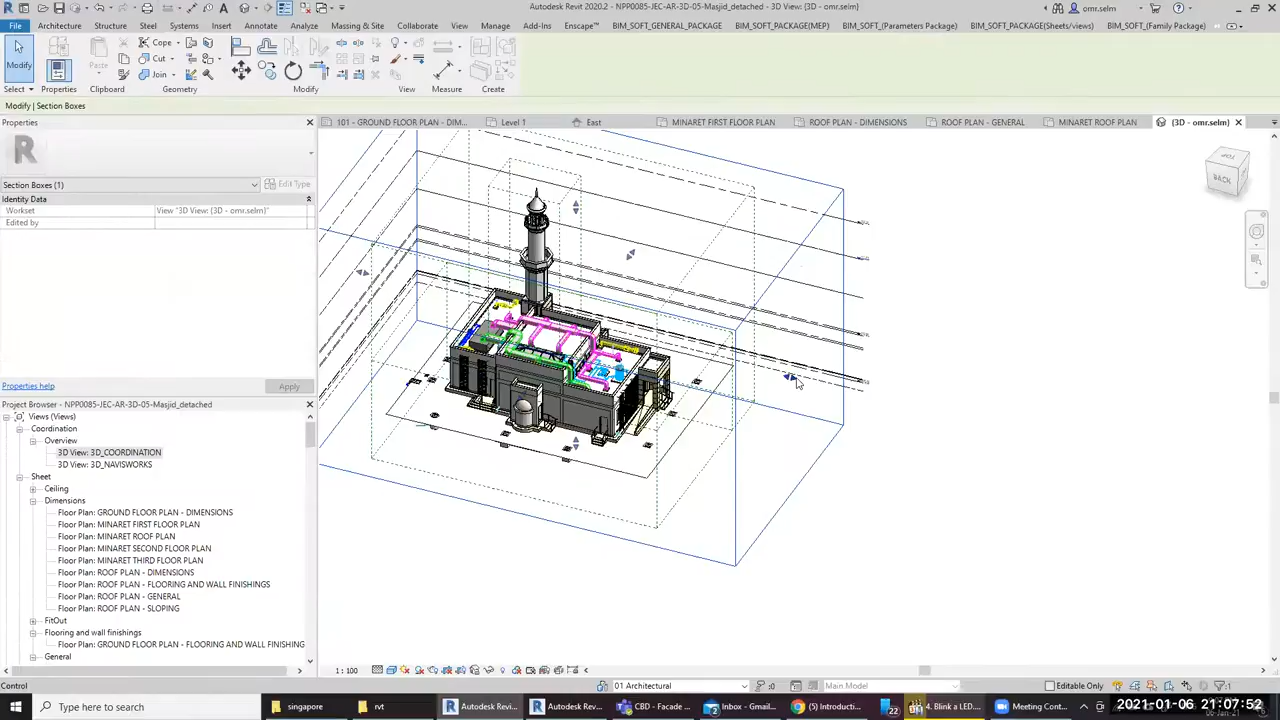 Autodesk Revit 2020.2 - NPP0085-JEC-AR-3D-05-Masjid_detached - 3D View: {3D - omr.selm}
omr.selm
File Architecture Structure Steel Systems Insert Annotate Analyze Massing & Site Collaborate View Manage Add-Ins Enscape™ BIM_SOFT_GENERAL_PACKAGE BIM_SOFT_PACKAGE(MEP) BIM_SOFT_(Parameters Package) BIM_SOFT_PACKAGE(Sheets/views) BIM_SOFT_(Family Package)
Modify Paste Cope Cut Join
Select Properties Clipboard Geometry Modify View Measure Create
Modify | Section Boxes
Properties
101 - GROUND FLOOR PLAN - DIM... Level 1 East MINARET FIRST FLOOR PLAN ROOF PLAN - DIMENSIONS ROOF PLAN - GENERAL MINARET ROOF PLAN {3D - omr.selm}
R
Section Boxes (1) Edit Type
Identity Data
Workset View "3D View: {3D - omr.selm}"
Edited by
TOP
BACK
Properties help Apply
Project Browser - NPP0085-JEC-AR-3D-05-Masjid_detached
Views (Views)
Coordination
Overview
3D View: 3D_COORDINATION
3D View: 3D_NAVISWORKS
Sheet
Ceiling
Dimensions
Floor Plan: GROUND FLOOR PLAN - DIMENSIONS
Floor Plan: MINARET FIRST FLOOR PLAN
Floor Plan: MINARET ROOF PLAN
Floor Plan: MINARET SECOND FLOOR PLAN
Floor Plan: MINARET THIRD FLOOR PLAN
Floor Plan: ROOF PLAN - DIMENSIONS
Floor Plan: ROOF PLAN - FLOORING AND WALL FINISHINGS
Floor Plan: ROOF PLAN - GENERAL
Floor Plan: ROOF PLAN - SLOPING
FitOut
Flooring and wall finishings
Floor Plan: GROUND FLOOR PLAN - FLOORING AND WALL FINISHING
General
1 : 100
Control 01 Architectural :0 Main Model Editable Only :1
Type here to search singapore rvt Autodesk Revi... Autodesk Revi... CBD - Facade ... Inbox - Gmail... (5) Introducti... 22 4. Blink a LED... Meeting Cont... 2021-01-06 21:07:52